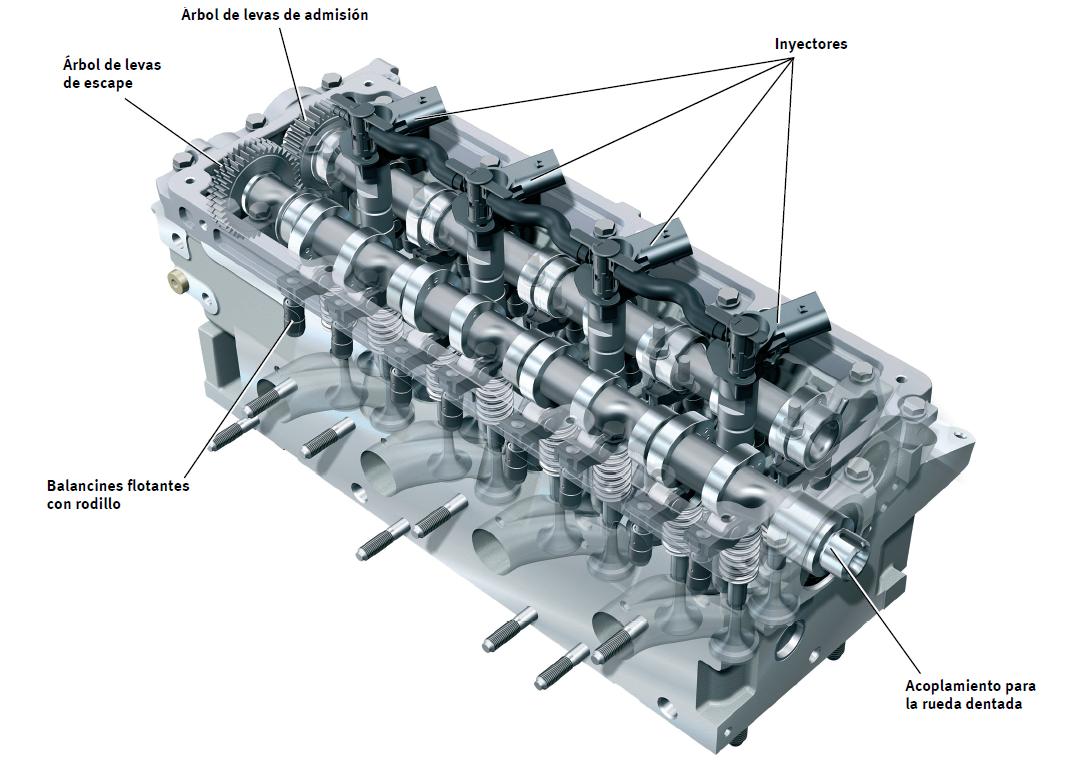 Árbol de levas de admisión
Inyectores
Árbol de levas
de escape
Balancines flotantes
con rodillo
Acoplamiento para
la rueda dentada